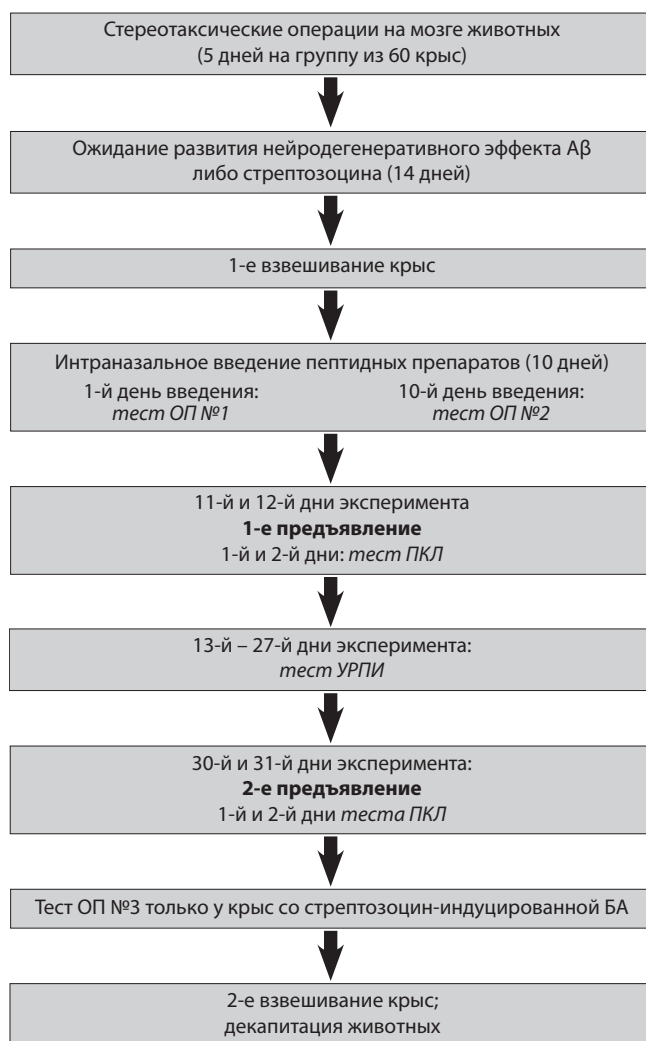 Стереотаксические операции на мозге животных
(5 дней на группу из 60 крыс)
Ожидание развития нейродегенеративного эффекта Аβ
либо стрептозоцина (14 дней)
1-е взвешивание крыс
Интраназальное введение пептидных препаратов (10 дней)
1-й день введения: 10-й день введения:
тест ОП №1 тест ОП №2
11-й и 12-й дни эксперимента
1-е предъявление
1-й и 2-й дни: тест ПКЛ
13-й – 27-й дни эксперимента:
тест УРПИ
30-й и 31-й дни эксперимента:
2-е предъявление
1-й и 2-й дни теста ПКЛ
Тест ОП №3 только у крыс со стрептозоцин-индуцированной БА
2-е взвешивание крыс;
декапитация животных